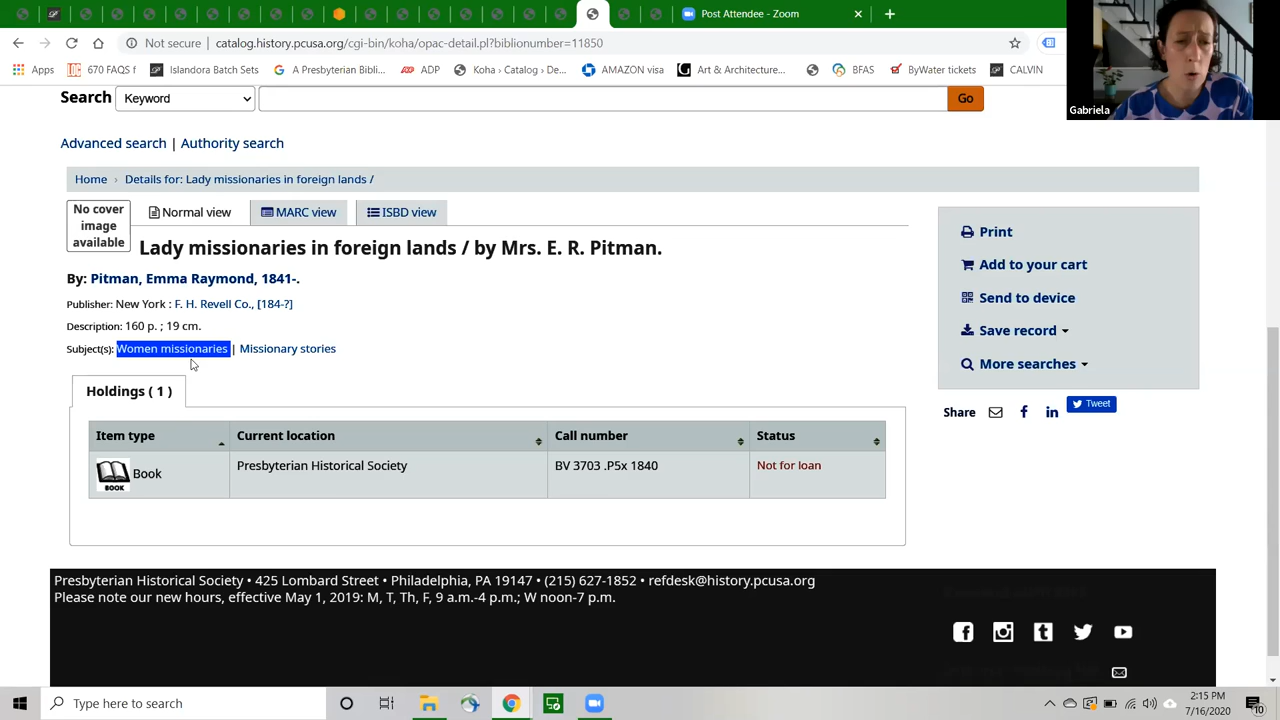 Post Attendee - Zoom
Not secure | catalog.history.pcusa.org/cgi-bin/koha/opac-detail.pl?biblionumber=11850
Apps 670 FAQS f Islandora Batch Sets A Presbyterian Bibli... ADP Koha › Catalog › De... AMAZON visa Art & Architecture... BFAS ByWater tickets CALVIN
Gabriela
Search Keyword Go
Advanced search | Authority search
Home › Details for: Lady missionaries in foreign lands /
No cover image available
Normal view MARC view ISBD view
Lady missionaries in foreign lands / by Mrs. E. R. Pitman.
By: Pitman, Emma Raymond, 1841-.
Publisher: New York : F. H. Revell Co., [184-?]
Description: 160 p. ; 19 cm.
Subject(s): Women missionaries | Missionary stories
Print
Add to your cart
Send to device
Save record
More searches
Share Tweet
Holdings ( 1 )
Item type Current location Call number Status
BOOK Book Presbyterian Historical Society BV 3703 .P5x 1840 Not for loan
Presbyterian Historical Society • 425 Lombard Street • Philadelphia, PA 19147 • (215) 627-1852 • refdesk@history.pcusa.org
Please note our new hours, effective May 1, 2019: M, T, Th, F, 9 a.m.-4 p.m.; W noon-7 p.m.
Type here to search
2:15 PM
7/16/2020
10